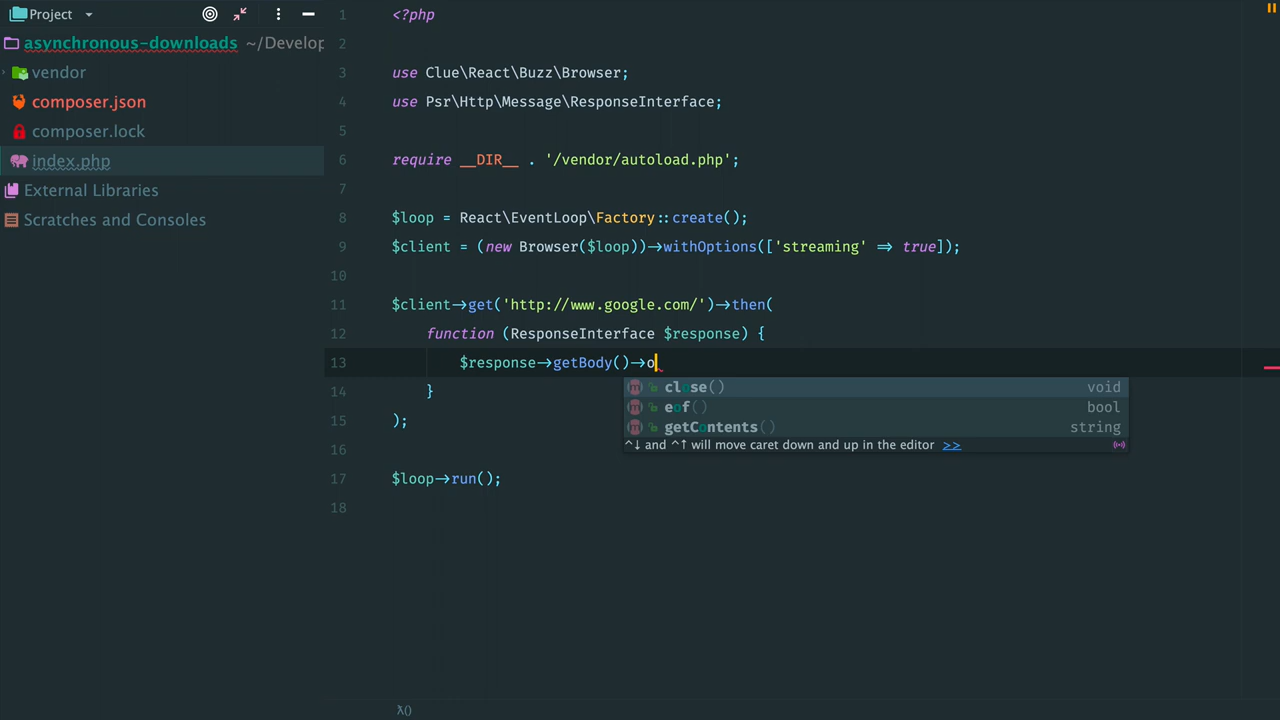 Project
asynchronous-downloads ~/Develop
vendor
composer.json
composer.lock
index.php
External Libraries
Scratches and Consoles
1 <?php
2
3 use Clue\React\Buzz\Browser;
4 use Psr\Http\Message\ResponseInterface;
5
6 require __DIR__ . '/vendor/autoload.php';
7
8 $loop = React\EventLoop\Factory::create();
9 $client = (new Browser($loop))->withOptions(['streaming' => true]);
10
11 $client->get('http://www.google.com/')->then(
12 function (ResponseInterface $response) {
13 $response->getBody()->o
m close() void
m eof() bool
m getContents() string
^↓ and ^↑ will move caret down and up in the editor >>
14 }
15 );
16
17 $loop->run();
18
λ()